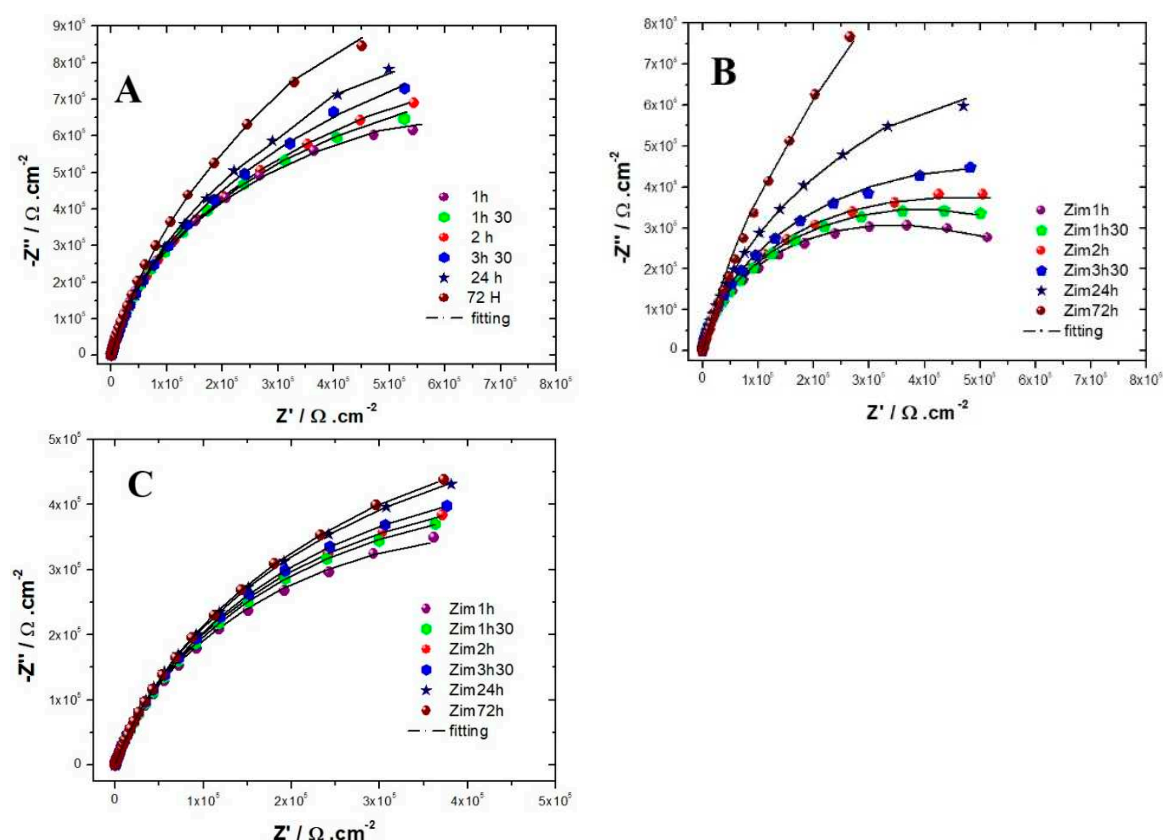 A
-Z'' / Ω .cm⁻²
9x10⁵
8x10⁵
7x10⁵
6x10⁵
5x10⁵
4x10⁵
3x10⁵
2x10⁵
1x10⁵
0
1h
1h 30
2 h
3h 30
24 h
72 H
fitting
0 1x10⁵ 2x10⁵ 3x10⁵ 4x10⁵ 5x10⁵ 6x10⁵ 7x10⁵ 8x10⁵
Z' / Ω .cm⁻²
B
-Z'' / Ω .cm⁻²
8x10⁵
7x10⁵
6x10⁵
5x10⁵
4x10⁵
3x10⁵
2x10⁵
1x10⁵
0
Zim1h
Zim1h30
Zim2h
Zim3h30
Zim24h
Zim72h
fitting
0 1x10⁵ 2x10⁵ 3x10⁵ 4x10⁵ 5x10⁵ 6x10⁵ 7x10⁵ 8x10⁵
Z' / Ω .cm⁻²
C
-Z'' / Ω .cm⁻²
5x10⁵
4x10⁵
3x10⁵
2x10⁵
1x10⁵
0
Zim1h
Zim1h30
Zim2h
Zim3h30
Zim24h
Zim72h
fitting
0 1x10⁵ 2x10⁵ 3x10⁵ 4x10⁵ 5x10⁵
Z' / Ω .cm⁻²